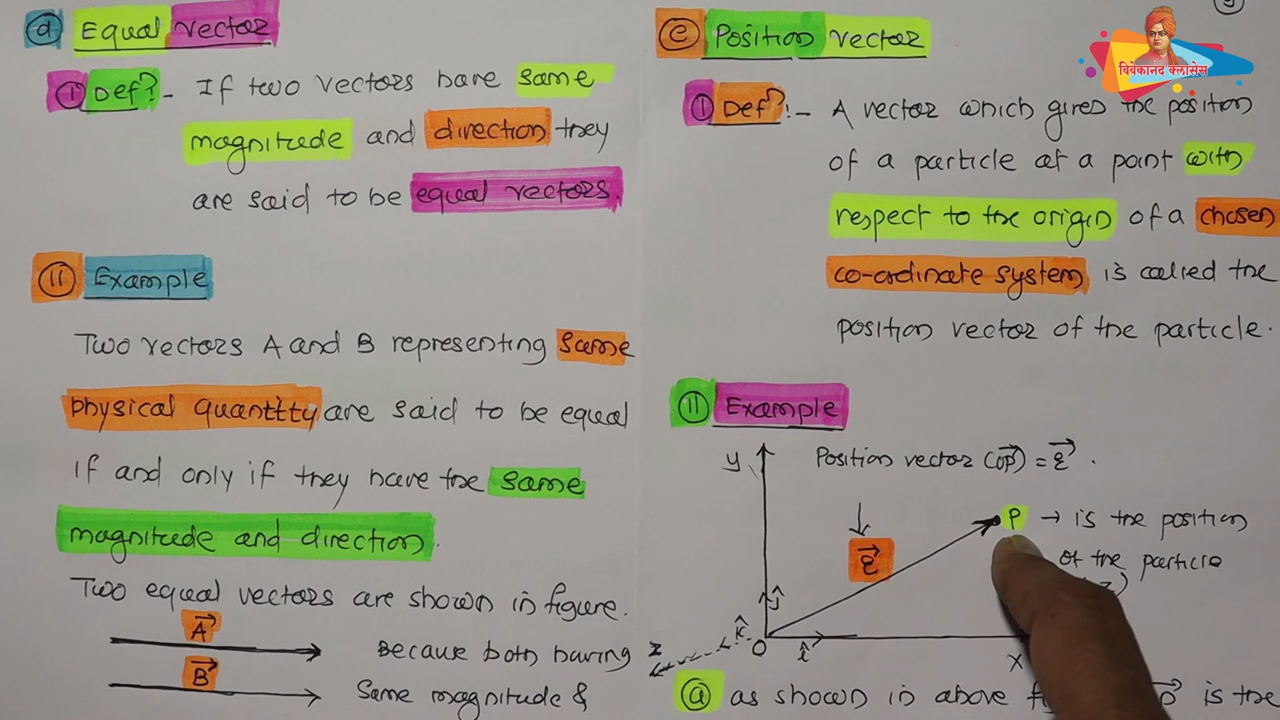 ⓓ Equal Vector
① Def?- If two vectors have same
magnitude and direction they
are said to be equal vectors.
⑪ Example
Two vectors A and B representing same
physical quantity are said to be equal
if and only if they have the same
magnitude and direction.
Two equal vectors are shown in figure.
A⃗
B⃗
Because both having
Same magnitude &
ⓔ Position Vector
① Def?:- A vector which gives the position
of a particle at a point with
respect to the origin of a chosen
co-ordinate system is called the
position vector of the particle.
⑪ Example
y
Position vector (OP⃗) = r⃗.
P → is the position
of the particle
z)
r⃗
ĵ
k̂
z
O
î
X
ⓐ as shown in above
is the
विवेकानंद क्लासेस